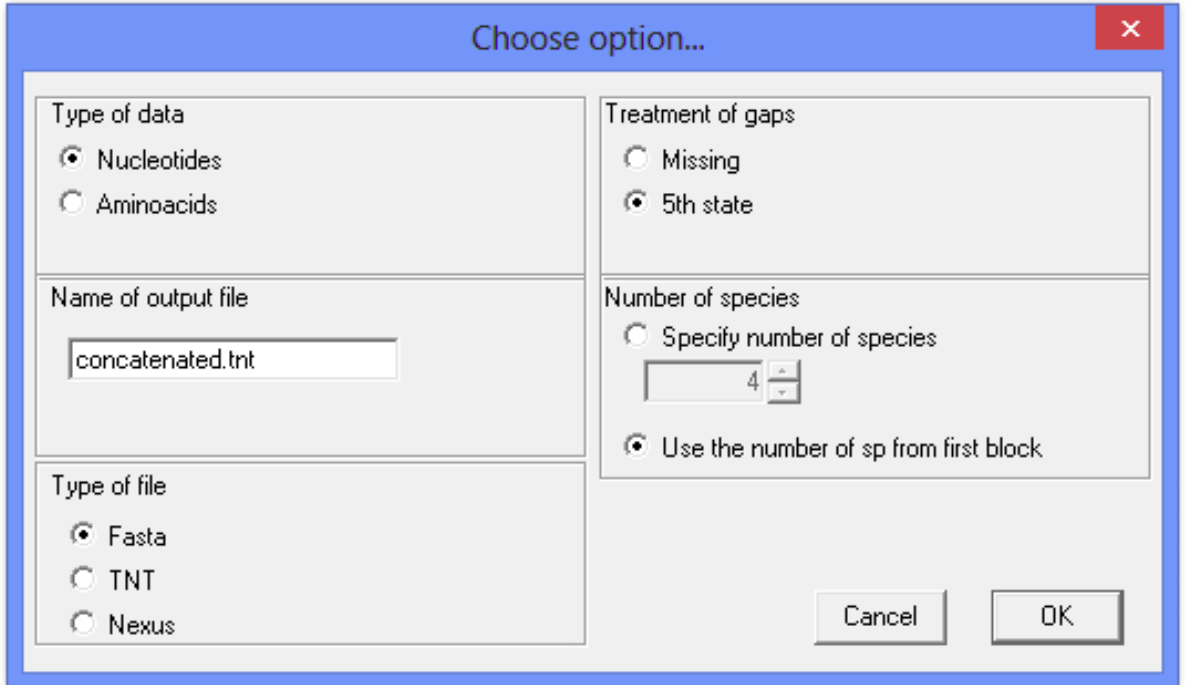 Choose option...
Type of data
Nucleotides
Aminoacids
Name of output file
concatenated.tnt
Type of file
Fasta
TNT
Nexus
Treatment of gaps
Missing
5th state
Number of species
Specify number of species
4
Use the number of sp from first block
Cancel
OK